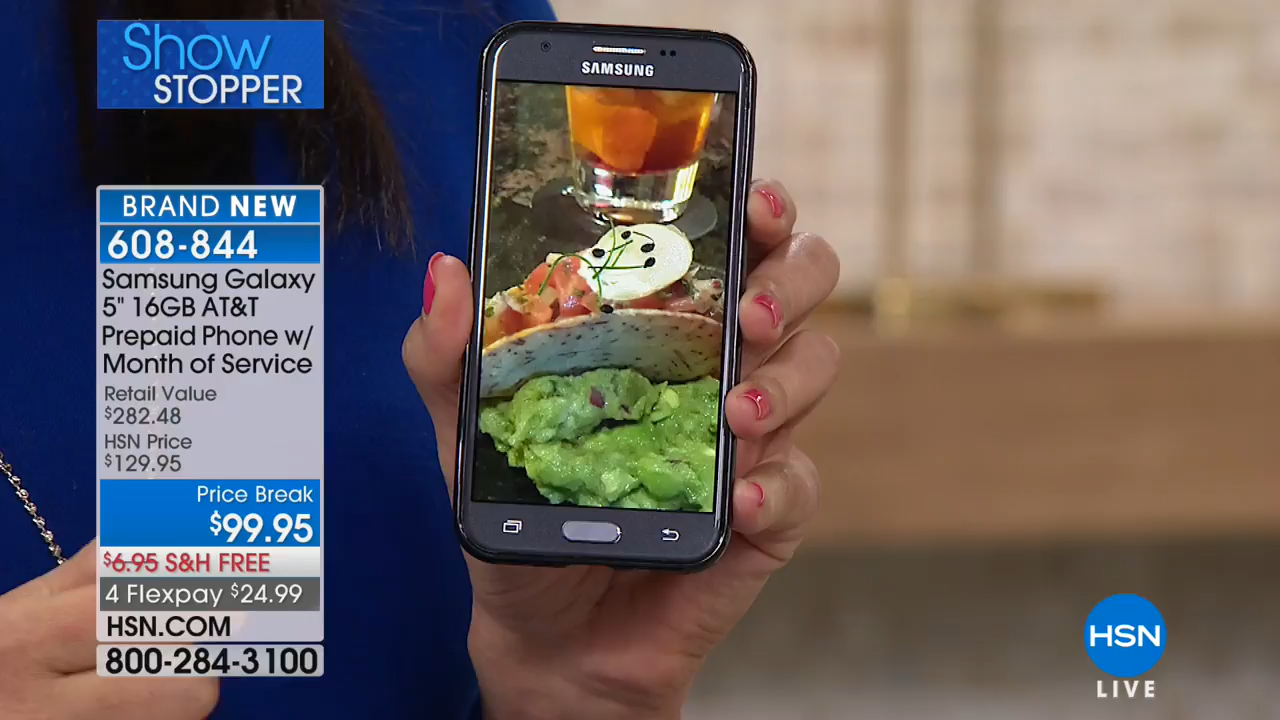 Show
STOPPER
BRAND NEW
608-844
Samsung Galaxy
5" 16GB AT&T
Prepaid Phone w/
Month of Service
Retail Value
$282.48
HSN Price
$129.95
Price Break
$99.95
$6.95 S&H FREE
4 Flexpay $24.99
HSN.COM
800-284-3100
SAMSUNG
HSN
LIVE